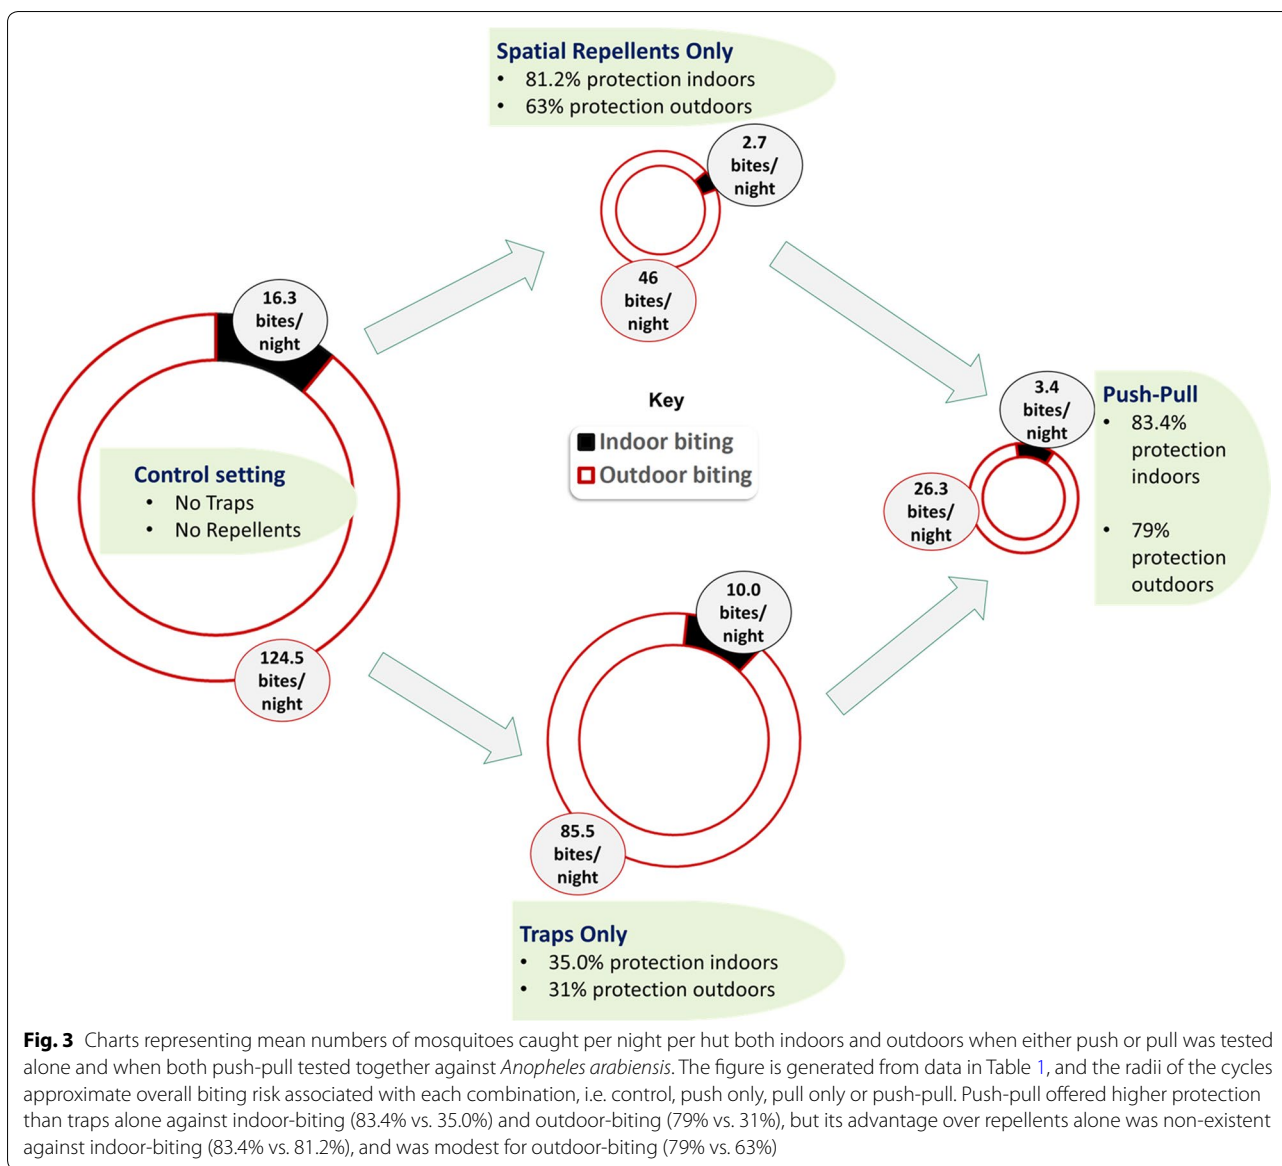 Spatial Repellents Only
• 81.2% protection indoors
• 63% protection outdoors
2.7
bites/
night
46
bites/
night
16.3
bites/
night
Control setting
• No Traps
• No Repellents
124.5
bites/
night
Key
Indoor biting
Outdoor biting
3.4
bites/
night
26.3
bites/
night
Push-Pull
• 83.4%
protection
indoors
• 79%
protection
outdoors
10.0
bites/
night
85.5
bites/
night
Traps Only
• 35.0% protection indoors
• 31% protection outdoors
Fig. 3 Charts representing mean numbers of mosquitoes caught per night per hut both indoors and outdoors when either push or pull was tested
alone and when both push-pull tested together against Anopheles arabiensis. The figure is generated from data in Table 1, and the radii of the cycles
approximate overall biting risk associated with each combination, i.e. control, push only, pull only or push-pull. Push-pull offered higher protection
than traps alone against indoor-biting (83.4% vs. 35.0%) and outdoor-biting (79% vs. 31%), but its advantage over repellents alone was non-existent
against indoor-biting (83.4% vs. 81.2%), and was modest for outdoor-biting (79% vs. 63%)